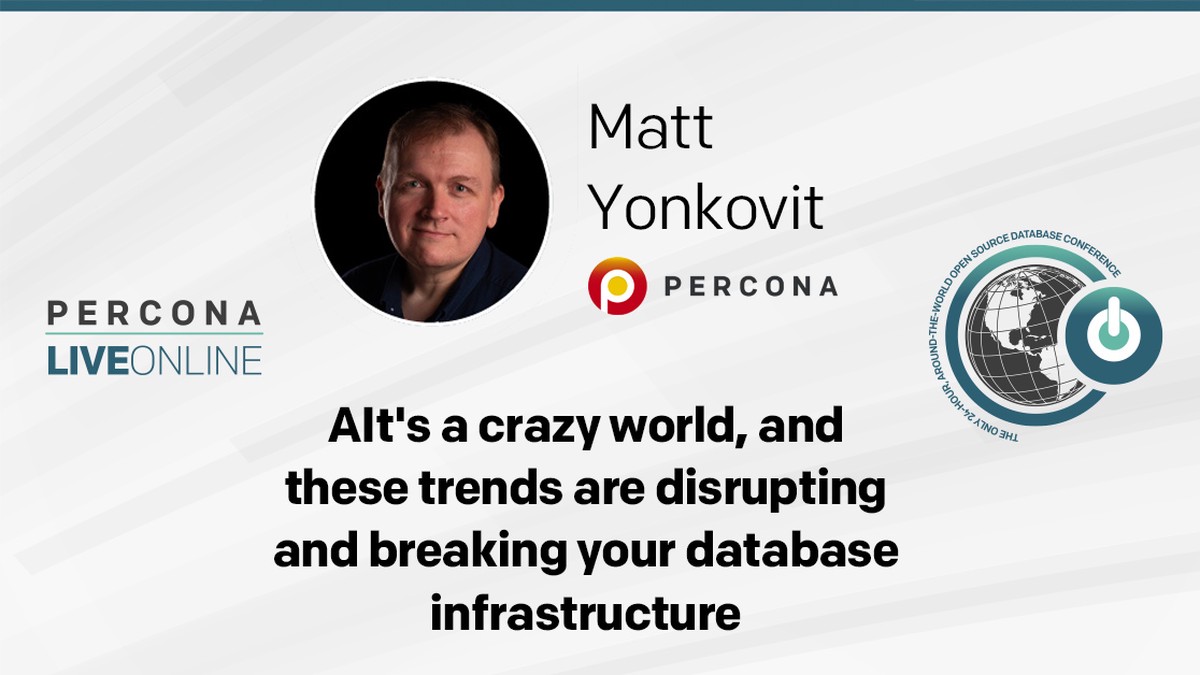 Matt
Yonkovit
PERCONA
PERCONA
LIVEONLINE
THE ONLY 24-HOUR, AROUND-THE-WORLD OPEN SOURCE DATABASE CONFERENCE
AIt's a crazy world, and
these trends are disrupting
and breaking your database
infrastructure